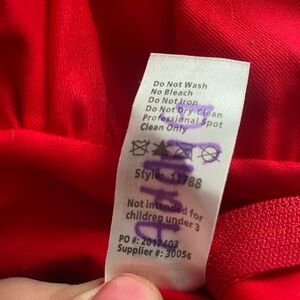 Do Not Wash
No Bleach
Do Not Iron
Do Not Dry-Clean
Professional Spot
Clean Only
Style: 15788
Not intended for
children under 3
PO #: 2017403
Supplier #: 30056